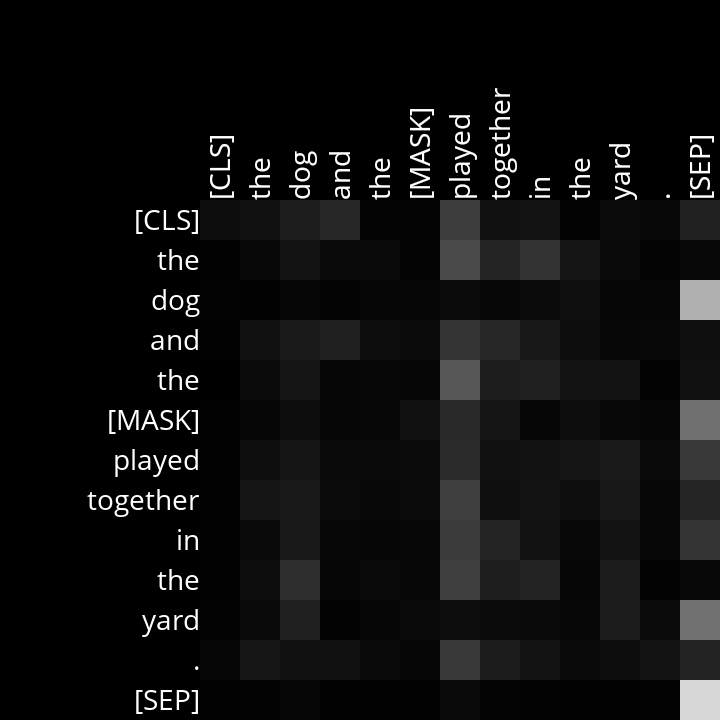 [CLS] the dog and the [MASK] played together in the yard . [SEP]
[CLS]
the
dog
and
the
[MASK]
played
together
in
the
yard
.
[SEP]